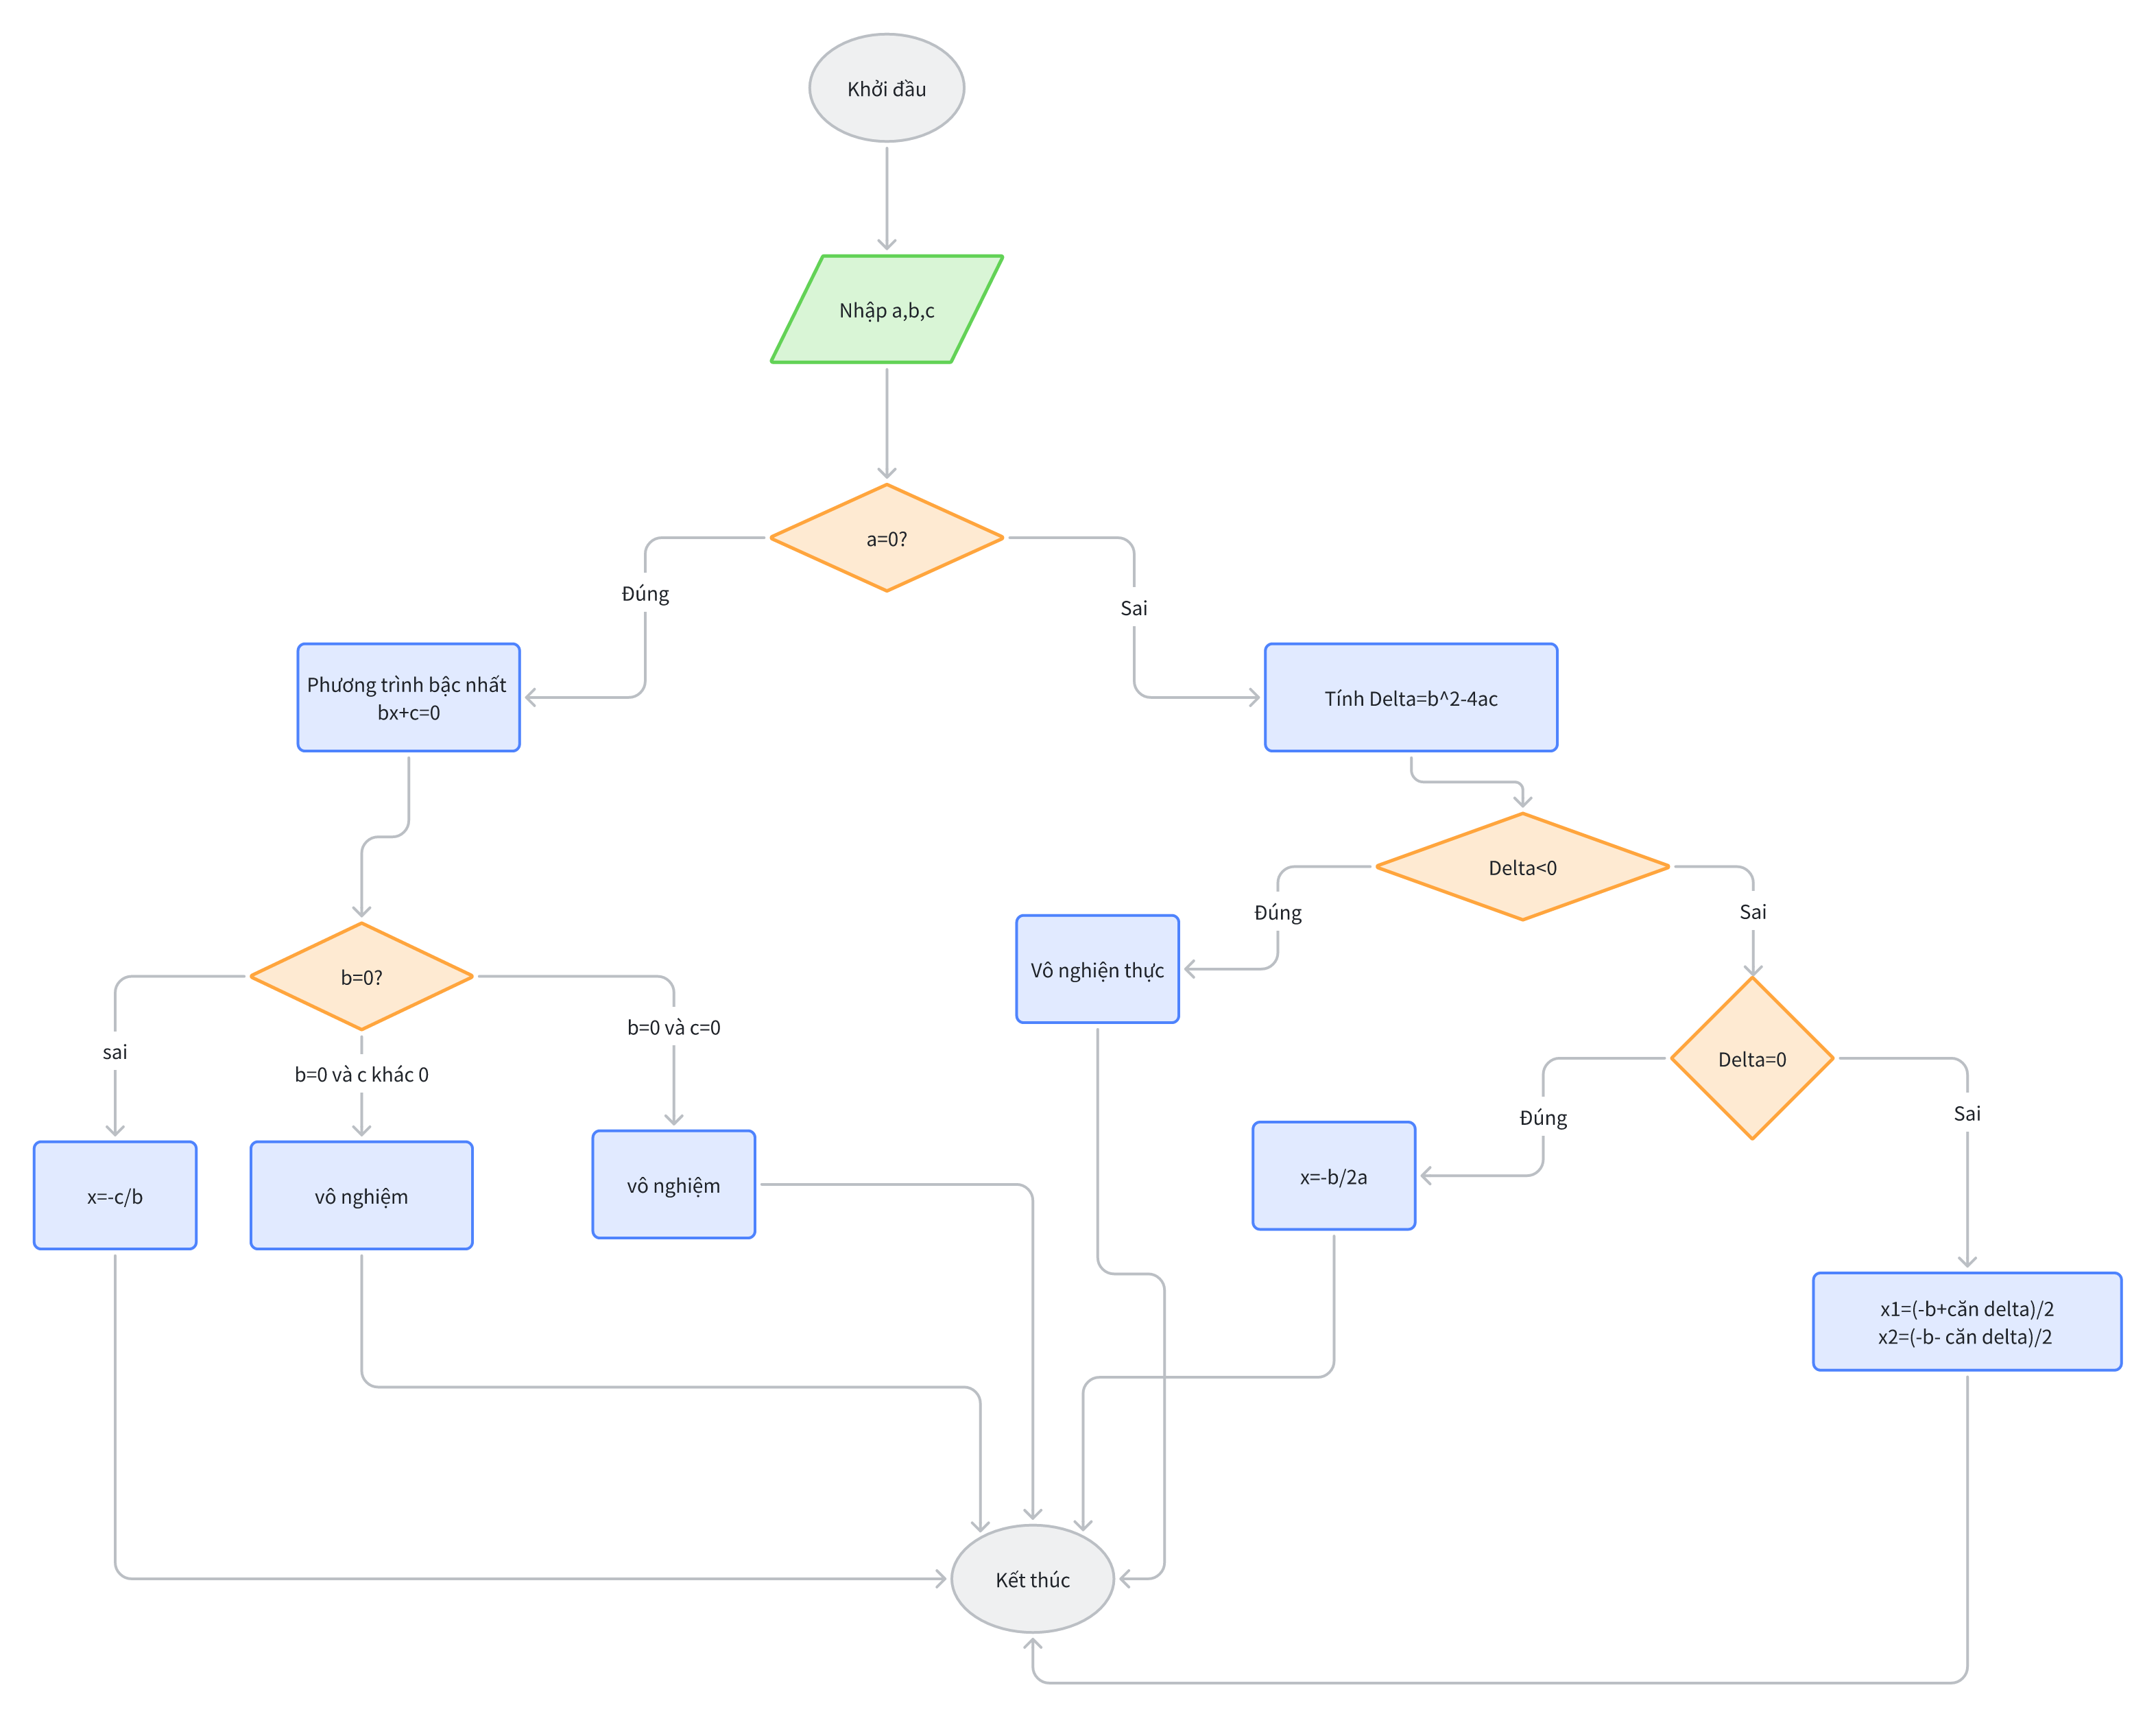 Khởi đầu
Nhập a,b,c
a=0?
Đúng
Sai
Phương trình bậc nhất
bx+c=0
Tính Delta=b^2-4ac
Delta<0
Đúng
Sai
Vô nghiện thực
b=0?
sai
b=0 và c khác 0
b=0 và c=0
Delta=0
Đúng
Sai
x=-c/b
vô nghiệm
vô nghiệm
x=-b/2a
x1=(-b+căn delta)/2
x2=(-b- căn delta)/2
Kết thúc